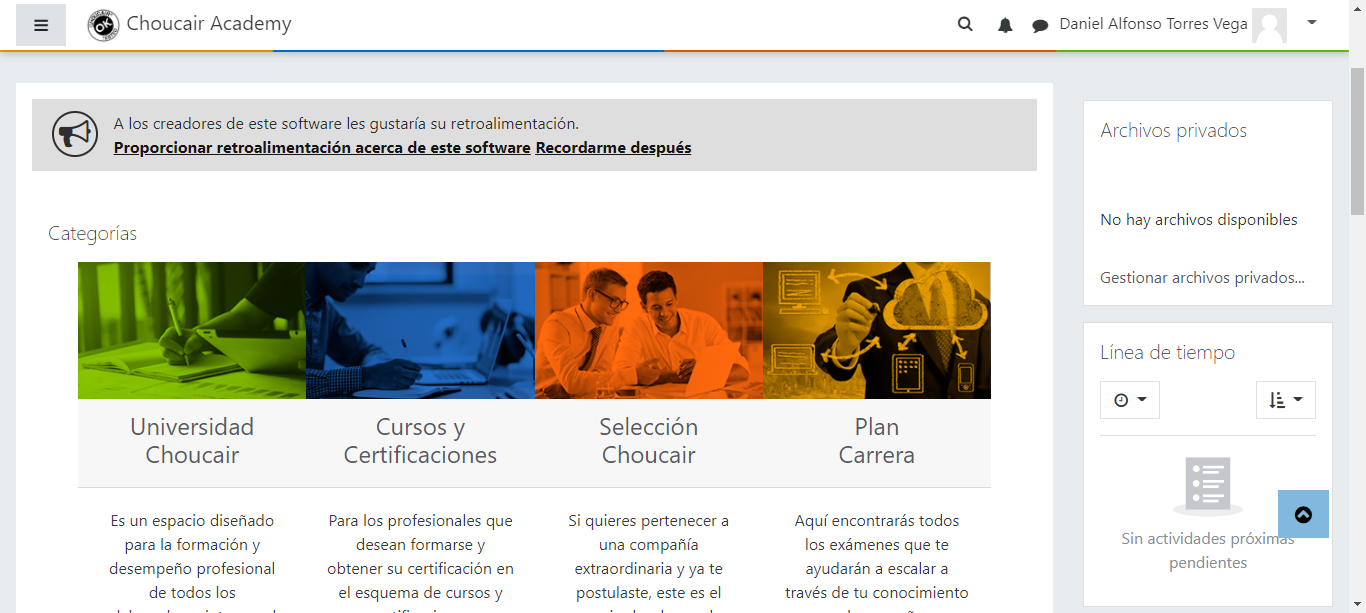 Choucair Academy
Daniel Alfonso Torres Vega
A los creadores de este software les gustaría su retroalimentación.
Proporcionar retroalimentación acerca de este software Recordarme después
Categorías
Universidad
Choucair
Es un espacio diseñado
para la formación y
desempeño profesional
de todos los
Cursos y
Certificaciones
Para los profesionales que
desean formarse y
obtener su certificación en
el esquema de cursos y
Selección
Choucair
Si quieres pertenecer a
una compañía
extraordinaria y ya te
postulaste, este es el
Plan
Carrera
Aquí encontrarás todos
los exámenes que te
ayudarán a escalar a
través de tu conocimiento
Archivos privados
No hay archivos disponibles
Gestionar archivos privados...
Línea de tiempo
Sin actividades próximas
pendientes